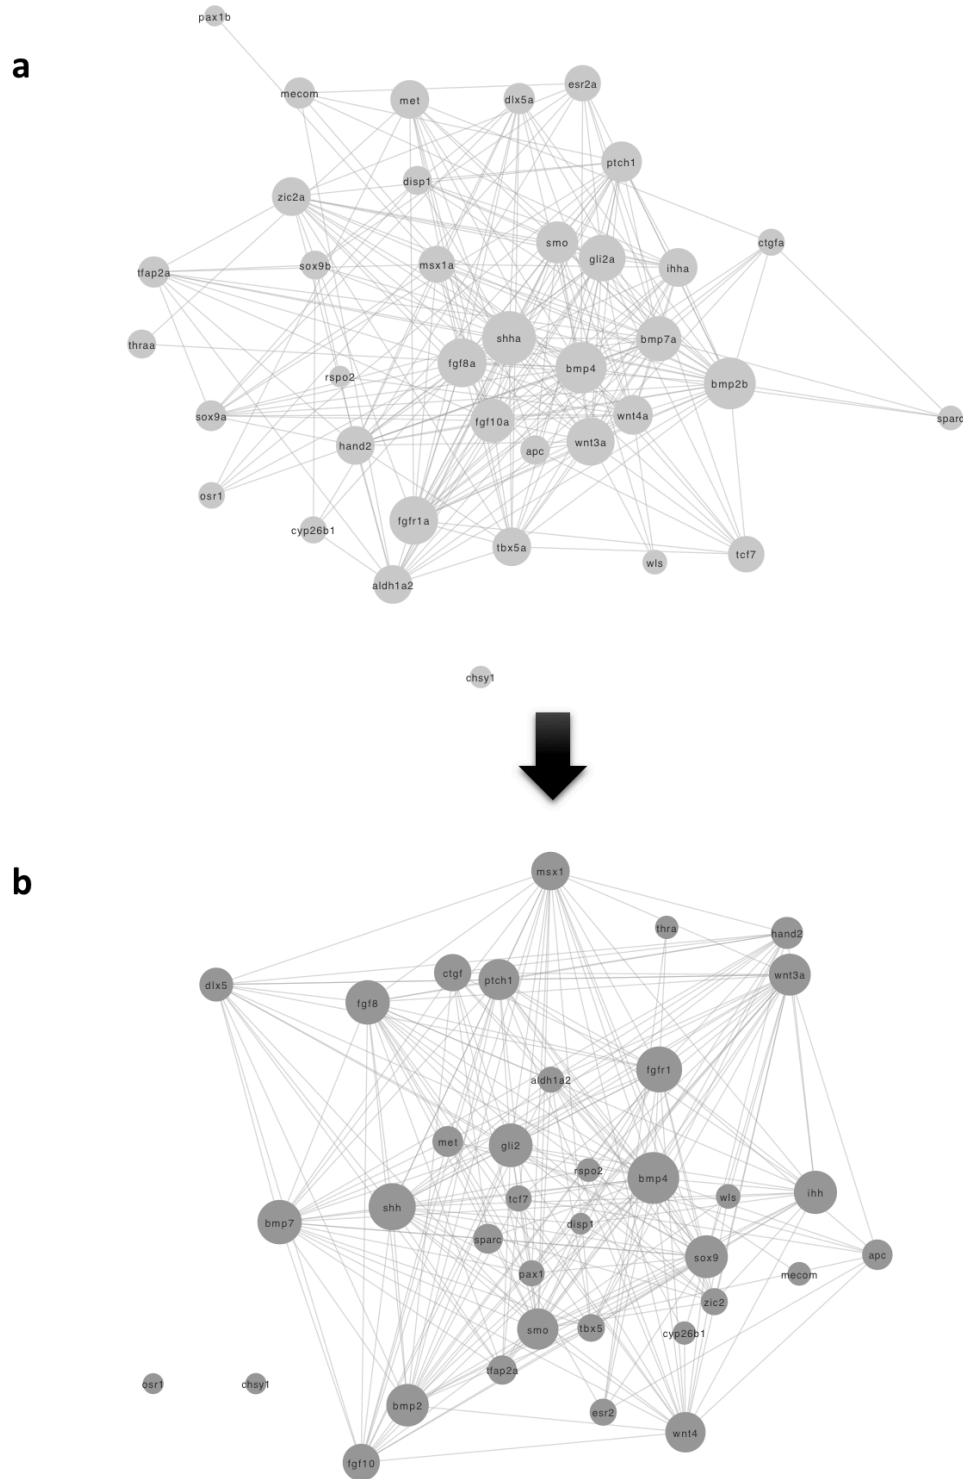 pax1b
a
esr2a
mecom
met
dlx5a
ptch1
disp1
zic2a
smo
ctgfa
gli2a
sox9b
msx1a
ihha
tfap2a
shha
bmp7a
thraa
fgf8a
bmp4
rspo2
bmp2b
sox9a
wnt4a
sparc
fgf10a
hand2
wnt3a
apc
osr1
fgfr1a
cyp26b1
tbx5a
tcf7
wls
aldh1a2
chsy1
b
msx1
thra
hand2
ctgf
wnt3a
ptch1
dlx5
fgf8
fgfr1
aldh1a2
met
gli2
rspo2
bmp4
wls
ihh
tcf7
shh
bmp7
disp1
sparc
sox9
apc
pax1
mecom
zic2
smo
tbx5
cyp26b1
tfap2a
osr1
chsy1
bmp2
esr2
wnt4
fgf10